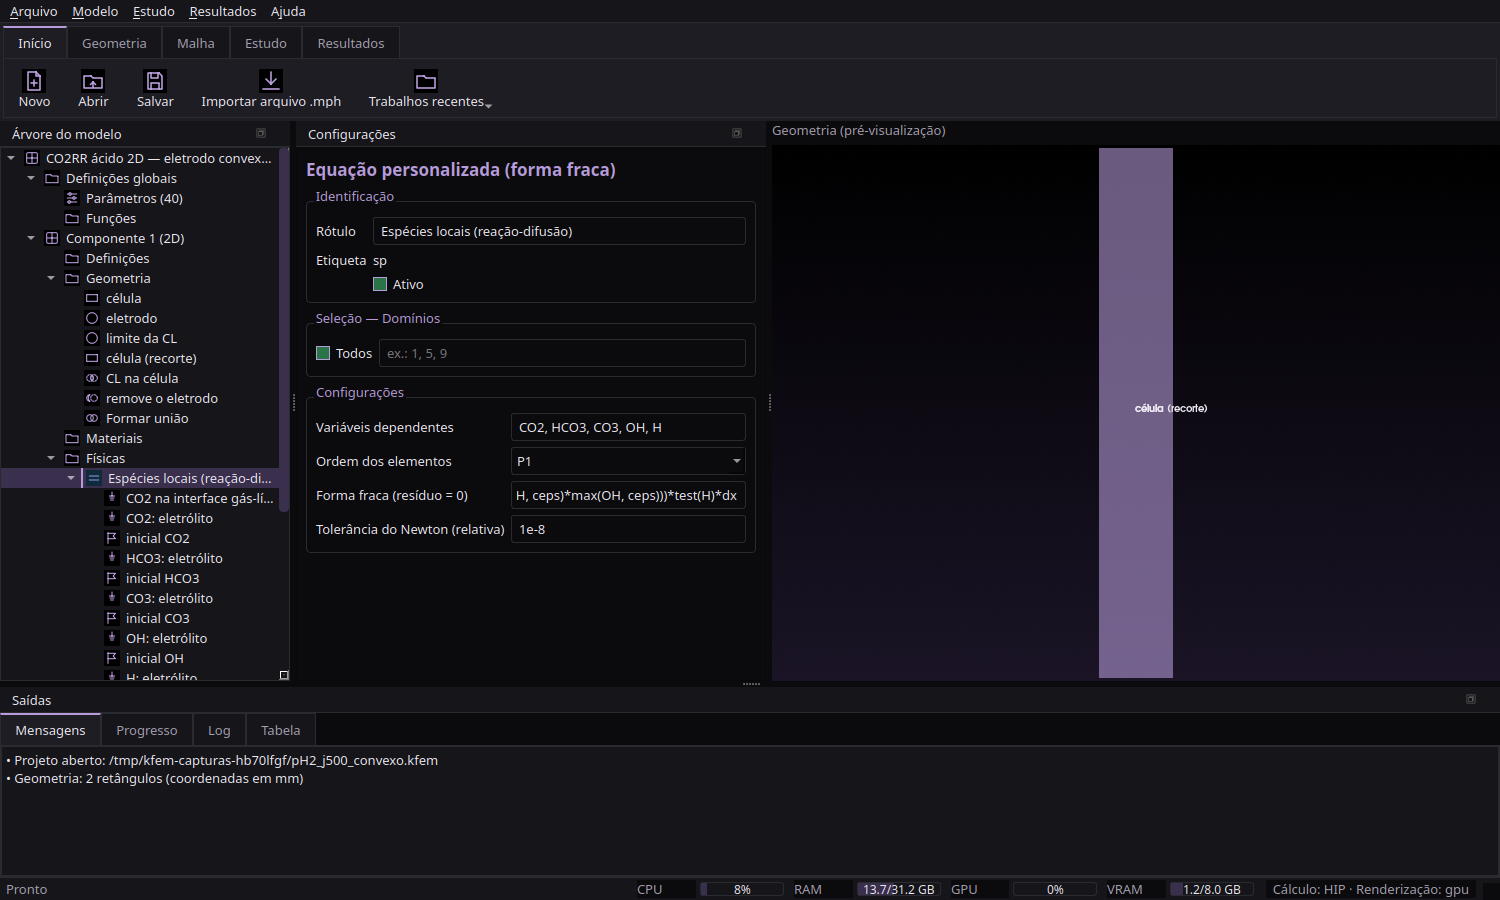 Arquivo Modelo Estudo Resultados Ajuda
Início Geometria Malha Estudo Resultados
Novo Abrir Salvar Importar arquivo .mph Trabalhos recentes
Árvore do modelo
CO2RR ácido 2D — eletrodo convex...
Definições globais
Parâmetros (40)
Funções
Componente 1 (2D)
Definições
Geometria
célula
eletrodo
limite da CL
célula (recorte)
CL na célula
remove o eletrodo
Formar união
Materiais
Físicas
Espécies locais (reação-di...
CO2 na interface gás-lí...
CO2: eletrólito
inicial CO2
HCO3: eletrólito
inicial HCO3
CO3: eletrólito
inicial CO3
OH: eletrólito
inicial OH
H: eletrólito
Configurações
Equação personalizada (forma fraca)
Identificação
Rótulo Espécies locais (reação-difusão)
Etiqueta sp
Ativo
Seleção — Domínios
Todos ex.: 1, 5, 9
Configurações
Variáveis dependentes CO2, HCO3, CO3, OH, H
Ordem dos elementos P1
Forma fraca (resíduo = 0) H, ceps)*max(OH, ceps)))*test(H)*dx
Tolerância do Newton (relativa) 1e-8
Geometria (pré-visualização)
célula (recorte)
Saídas
Mensagens Progresso Log Tabela
• Projeto aberto: /tmp/kfem-capturas-hb70lfgf/pH2_j500_convexo.kfem
• Geometria: 2 retângulos (coordenadas em mm)
Pronto CPU 8% RAM 13.7/31.2 GB GPU 0% VRAM 1.2/8.0 GB Cálculo: HIP · Renderização: gpu